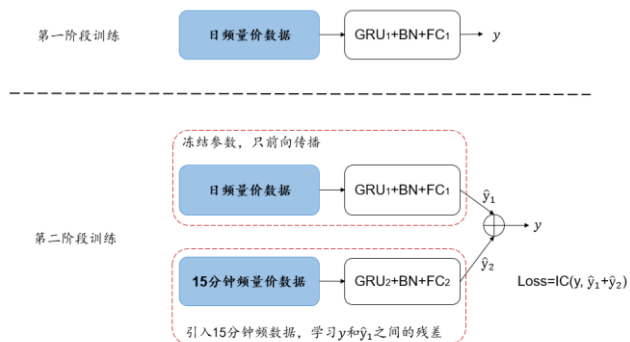 第一阶段训练
日频量价数据
GRU₁+BN+FC₁
y
冻结参数，只前向传播
日频量价数据
GRU₁+BN+FC₁
ŷ₁
第二阶段训练
y
15分钟频量价数据
GRU₂+BN+FC₂
ŷ₂
Loss=IC(y, ŷ₁+ŷ₂)
引入15分钟频数据，学习y和ŷ₁之间的残差